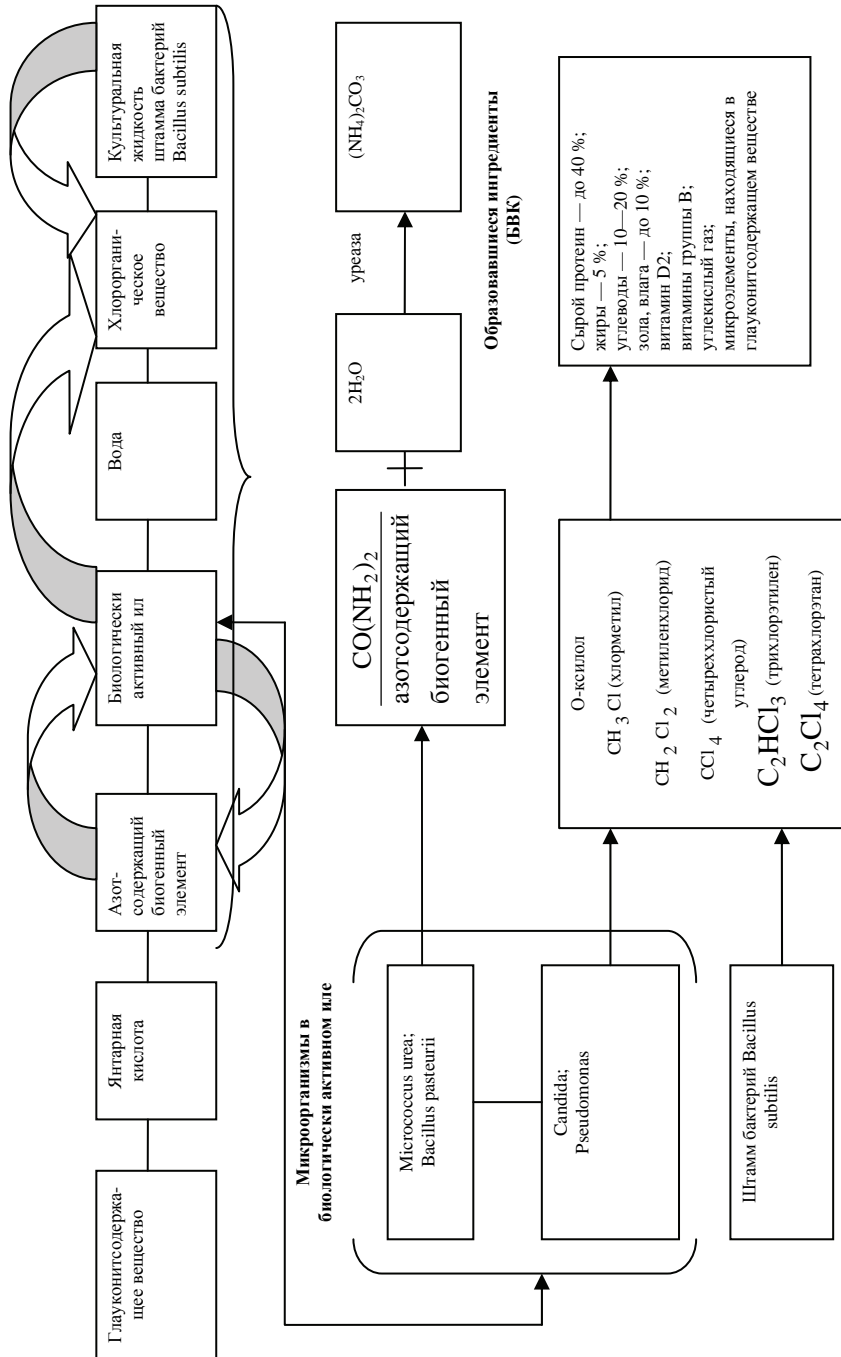 Глауконитсодержа-
щее вещество
Янтарная
кислота
Азот-
содержащий
биогенный
элемент
Биологически
активный ил
Вода
Хлорорганი-
ческое
вещество
Культуральная
жидкость
штамма бактерий
Bacillus subtilis
Микроорганизмы в
биологически активном иле
Micrococcus urea;
Bacillus pasteurii
Candida;
Pseudomonas
Штамм бактерий Bacillus
subtilis
CO(NH2)2
азотсодержащий
биогенный
элемент
2H2O
уреаза
(NH4)2CO3
О-ксилол
CH3Cl (хлорметил)
CH2Cl2 (метиленхлорид)
CCl4 (четыреххлористый
углерод)
C2HCl3 (трихлорэтилен)
C2Cl4 (тетрахлорэтан)
Образовавшиеся ингредиенты
(БВК)
Сырой протеин — до 40 %;
жиры — 5 %;
углеводы — 10—20 %;
зола, влага — до 10 %;
витамин D2;
витамины группы В;
углекислый газ;
микроэлементы, находящиеся в
глауконитсодержащем веществе